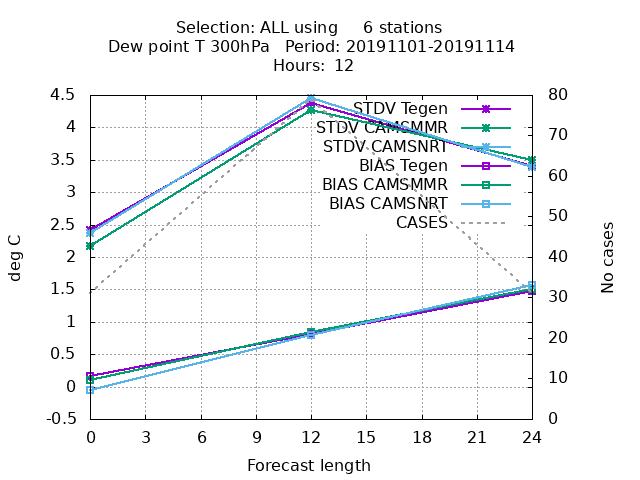 Selection: ALL using 6 stations
Dew point T 300hPa Period: 20191101-20191114
Hours: 12
4.5
4
3.5
3
2.5
2
1.5
1
0.5
0
-0.5
deg C
STDV Tegen
STDV CAMSMMR
STDV CAMSNRT
BIAS Tegen
BIAS CAMSMMR
BIAS CAMSNRT
CASES
80
70
60
50
40
30
20
10
0
No cases
0 3 6 9 12 15 18 21 24
Forecast length